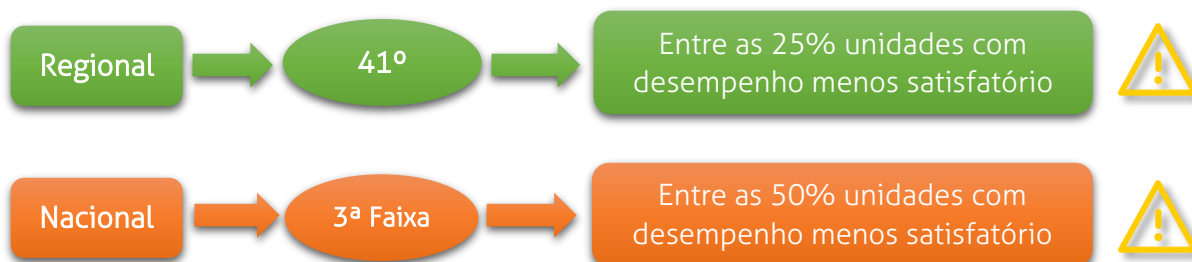 Regional
41º
Entre as 25% unidades com
desempenho menos satisfatório
Nacional
3ª Faixa
Entre as 50% unidades com
desempenho menos satisfatório